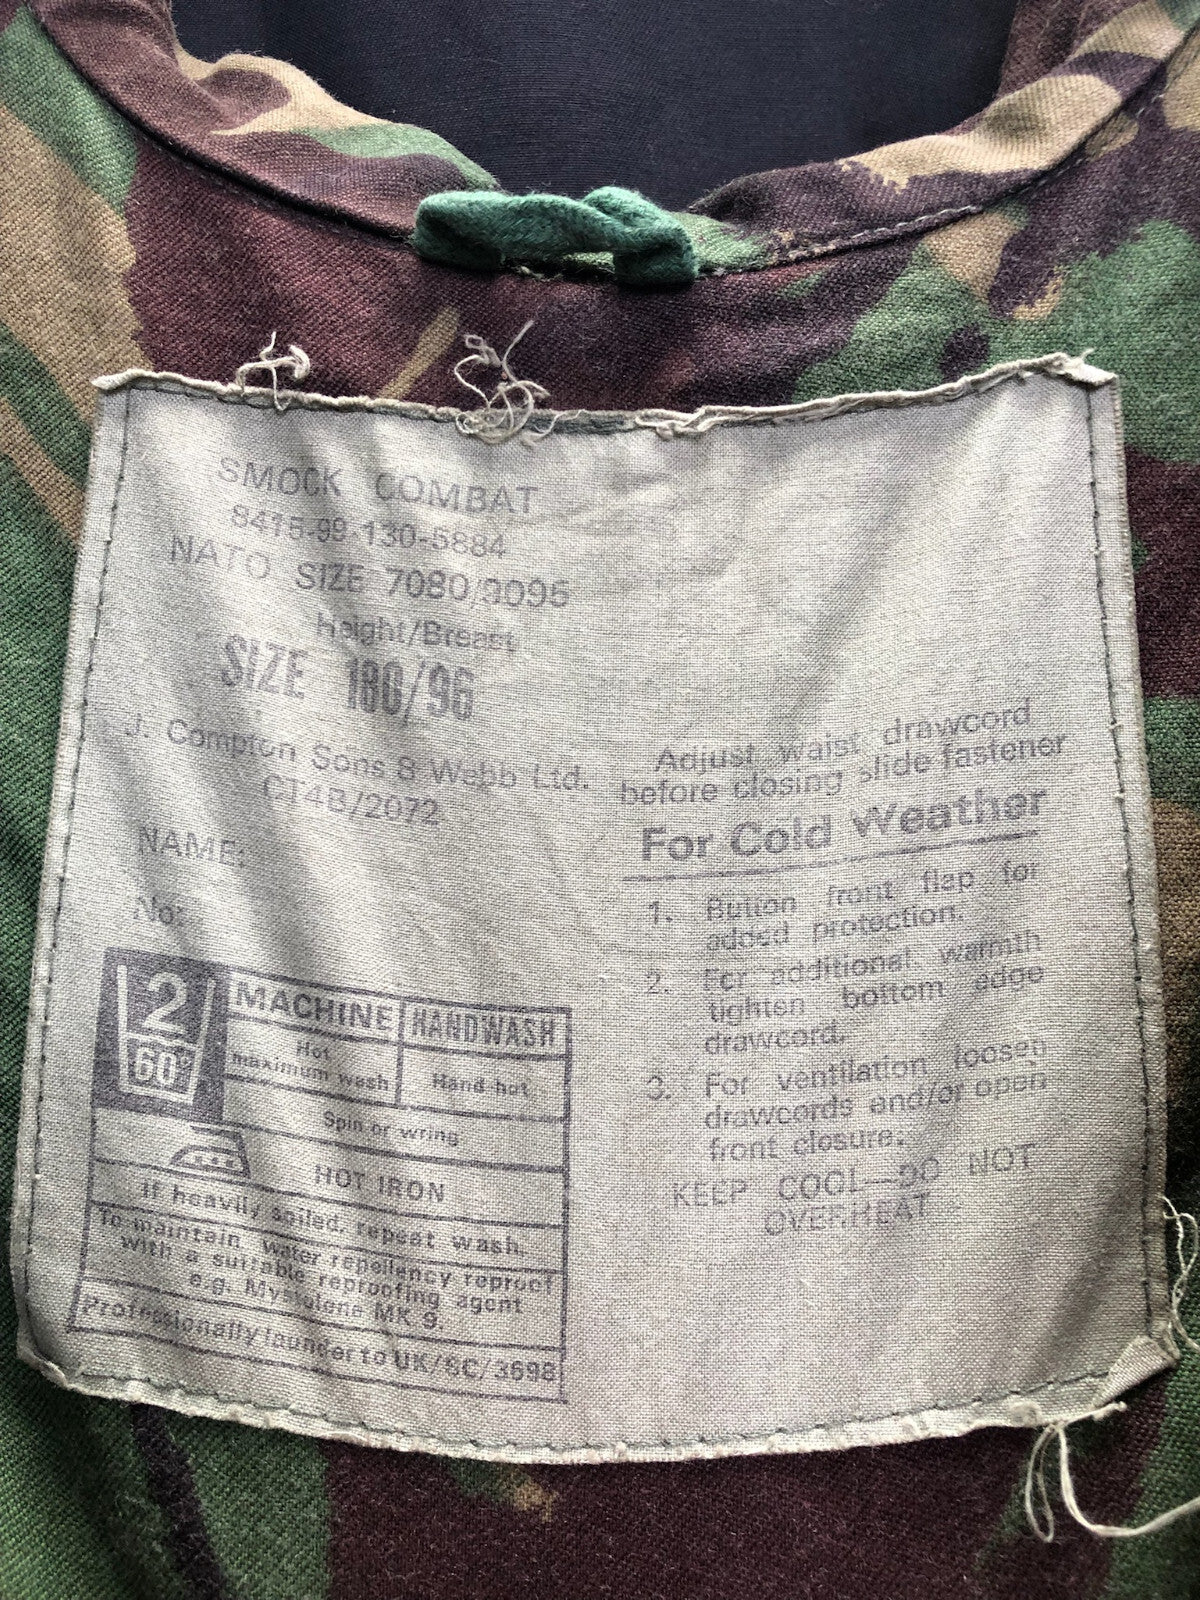 SMOCK COMBAT
8415-99-130-5884
NATO SIZE 7080/9095
height/Breast
SIZE 180/96
J. Compton Sons & Webb Ltd.
CT4B/2072
NAME:
No:
2
60°
MACHINE
Hot
maximum wash
HANDWASH
Hand-hot
Spin or wring
HOT IRON
If heavily soiled, repeat wash.
To maintain water repellency reproof
with a suitable reproofing agent
e.g. Mystolene MK 9.
Professionally launder to UK/SC/3698
Adjust waist drawcord
before closing slide fastener
For Cold Weather
1. Button front flap for
added protection.
2. For additional warmth
tighten bottom edge
drawcord.
3. For ventilation loosen
drawcords and/or open
front closure.
KEEP COOL—DO NOT
OVERHEAT